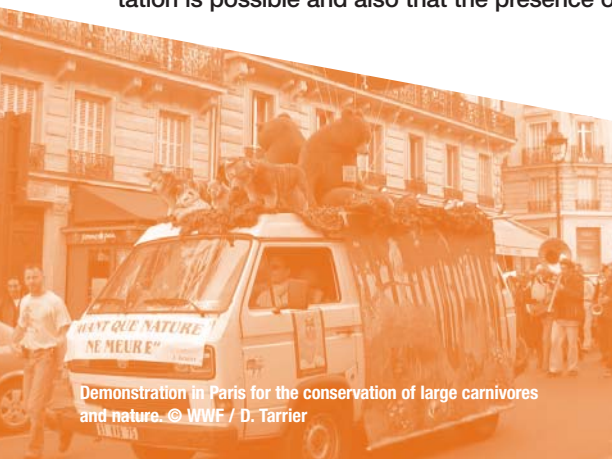 tation is possible and also that the presence o
AVANT QUE NATURE
NE MEURE"
Demonstration in Paris for the conservation of large carnivores
and nature. © WWF / D. Tarrier